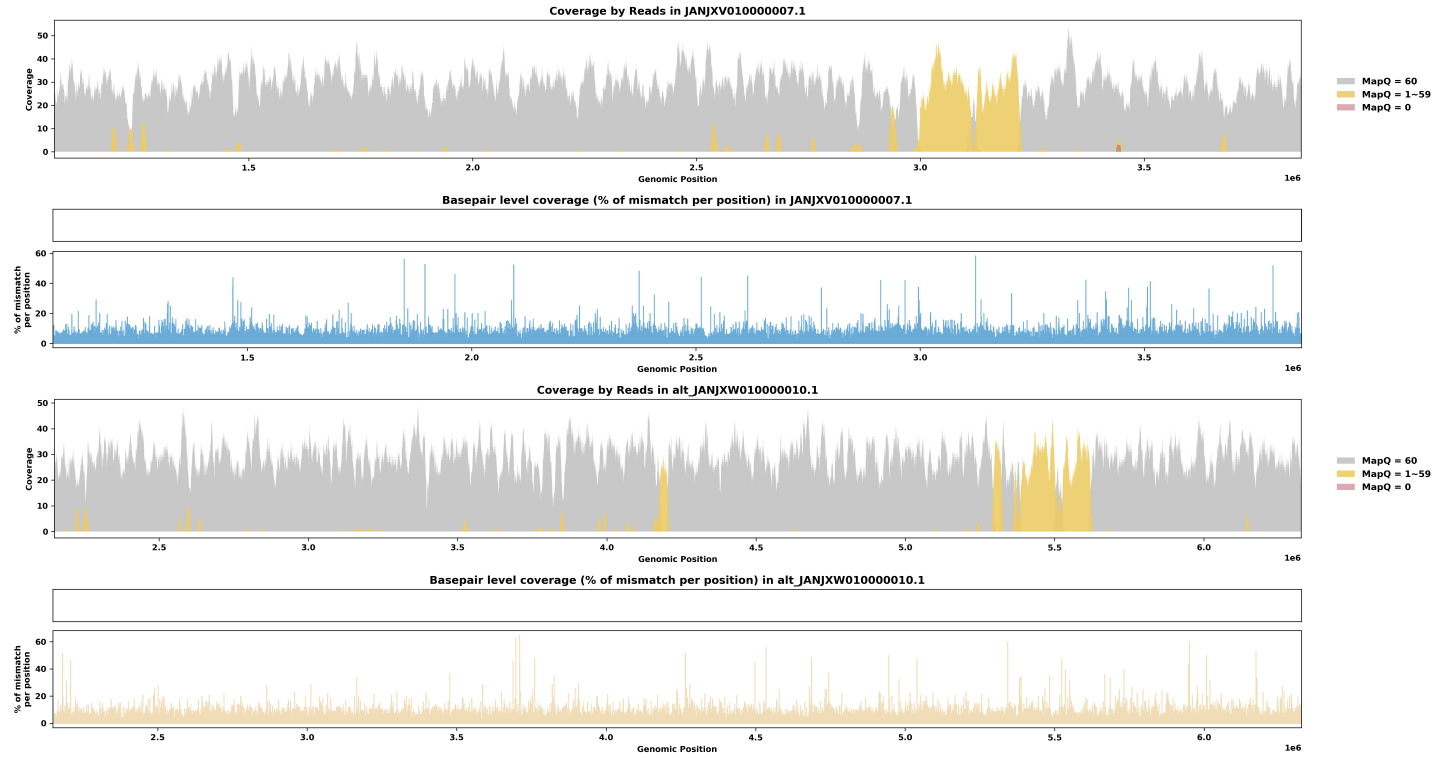 Coverage by Reads in JANJXV010000007.1
50
40
30
20
10
0
Coverage
1.5
2.0
2.5
3.0
3.5
1e6
Genomic Position
MapQ = 60
MapQ = 1~59
MapQ = 0
Basepair level coverage (% of mismatch per position) in JANJXV010000007.1
60
40
20
0
% of mismatch
per position
1.5
2.0
2.5
3.0
3.5
1e6
Genomic Position
Coverage by Reads in alt_JANJXW010000010.1
50
40
30
20
10
0
Coverage
2.5
3.0
3.5
4.0
4.5
5.0
5.5
6.0
1e6
Genomic Position
MapQ = 60
MapQ = 1~59
MapQ = 0
Basepair level coverage (% of mismatch per position) in alt_JANJXW010000010.1
60
40
20
0
% of mismatch
per position
2.5
3.0
3.5
4.0
4.5
5.0
5.5
6.0
1e6
Genomic Position